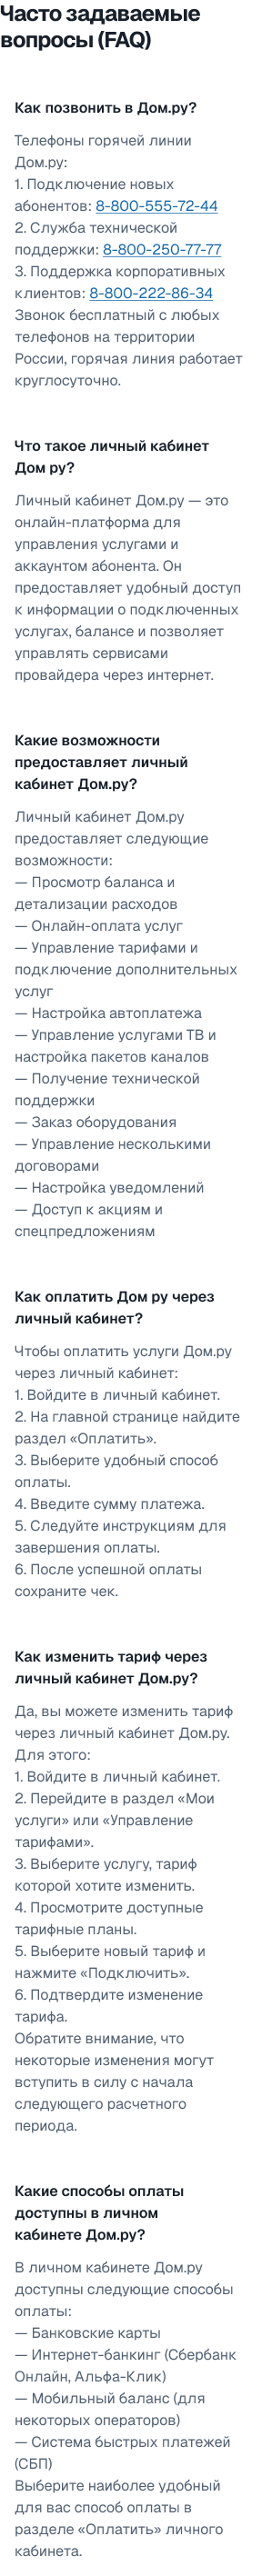 Часто задаваемые
вопросы (FAQ)
Как позвонить в Дом.ру?
Телефоны горячей линии
Дом.ру:
1. Подключение новых
абонентов: 8-800-555-72-44
2. Служба технической
поддержки: 8-800-250-77-77
3. Поддержка корпоративных
клиентов: 8-800-222-86-34
Звонок бесплатный с любых
телефонов на территории
России, горячая линия работает
круглосуточно.
Что такое личный кабинет
Дом ру?
Личный кабинет Дом.ру — это
онлайн-платформа для
управления услугами и
аккаунтом абонента. Он
предоставляет удобный доступ
к информации о подключенных
услугах, балансе и позволяет
управлять сервисами
провайдера через интернет.
Какие возможности
предоставляет личный
кабинет Дом.ру?
Личный кабинет Дом.ру
предоставляет следующие
возможности:
— Просмотр баланса и
детализации расходов
— Онлайн-оплата услуг
— Управление тарифами и
подключение дополнительных
услуг
— Настройка автоплатежа
— Управление услугами ТВ и
настройка пакетов каналов
— Получение технической
поддержки
— Заказ оборудования
— Управление несколькими
договорами
— Настройка уведомлений
— Доступ к акциям и
спецпредложениям
Как оплатить Дом ру через
личный кабинет?
Чтобы оплатить услуги Дом.ру
через личный кабинет:
1. Войдите в личный кабинет.
2. На главной странице найдите
раздел «Оплатить».
3. Выберите удобный способ
оплаты.
4. Введите сумму платежа.
5. Следуйте инструкциям для
завершения оплаты.
6. После успешной оплаты
сохраните чек.
Как изменить тариф через
личный кабинет Дом.ру?
Да, вы можете изменить тариф
через личный кабинет Дом.ру.
Для этого:
1. Войдите в личный кабинет.
2. Перейдите в раздел «Мои
услуги» или «Управление
тарифами».
3. Выберите услугу, тариф
которой хотите изменить.
4. Просмотрите доступные
тарифные планы.
5. Выберите новый тариф и
нажмите «Подключить».
6. Подтвердите изменение
тарифа.
Обратите внимание, что
некоторые изменения могут
вступить в силу с начала
следующего расчетного
периода.
Какие способы оплаты
доступны в личном
кабинете Дом.ру?
В личном кабинете Дом.ру
доступны следующие способы
оплаты:
— Банковские карты
— Интернет-банкинг (Сбербанк
Онлайн, Альфа-Клик)
— Мобильный баланс (для
некоторых операторов)
— Система быстрых платежей
(СБП)
Выберите наиболее удобный
для вас способ оплаты в
разделе «Оплатить» личного
кабинета.